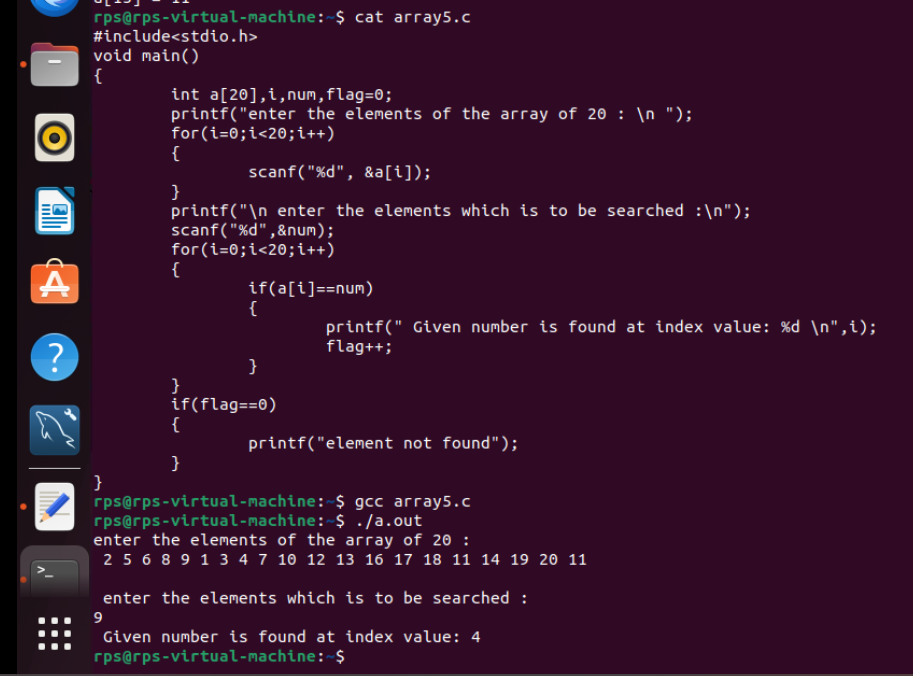 a[19] = 11
rps@rps-virtual-machine:~$ cat array5.c
#include<stdio.h>
void main()
{
        int a[20],i,num,flag=0;
        printf("enter the elements of the array of 20 : \n ");
        for(i=0;i<20;i++)
        {
                scanf("%d", &a[i]);
        }
        printf("\n enter the elements which is to be searched :\n");
        scanf("%d",&num);
        for(i=0;i<20;i++)
        {
                if(a[i]==num)
                {
                        printf(" Given number is found at index value: %d \n",i);
                        flag++;
                }
        }
        if(flag==0)
        {
                printf("element not found");
        }
}
rps@rps-virtual-machine:~$ gcc array5.c
rps@rps-virtual-machine:~$ ./a.out
enter the elements of the array of 20 :
 2 5 6 8 9 1 3 4 7 10 12 13 16 17 18 11 14 19 20 11

 enter the elements which is to be searched :
9
 Given number is found at index value: 4
rps@rps-virtual-machine:~$